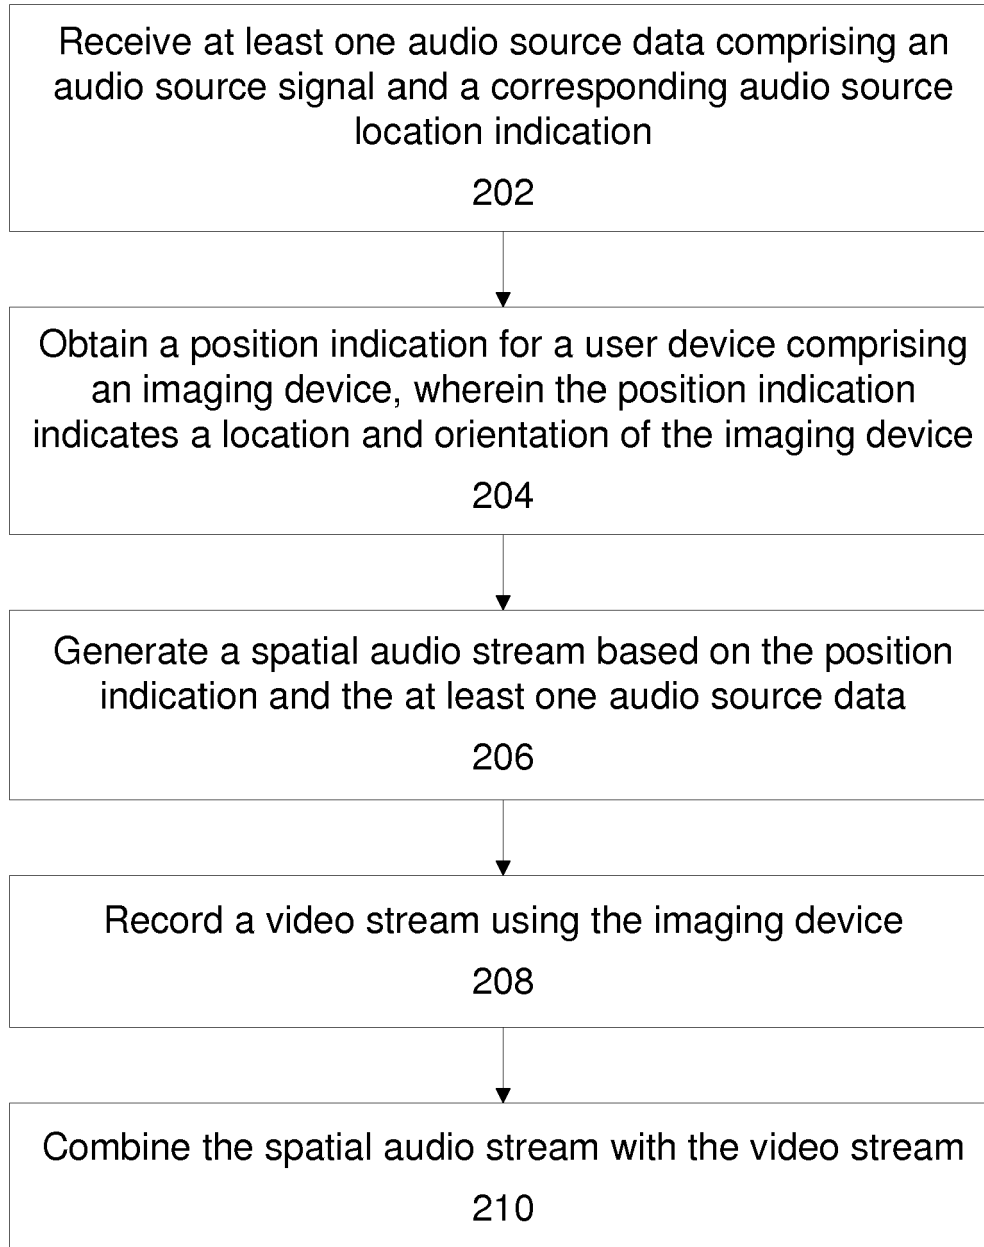 Receive at least one audio source data comprising an
audio source signal and a corresponding audio source
location indication
202
Obtain a position indication for a user device comprising
an imaging device, wherein the position indication
indicates a location and orientation of the imaging device
204
Generate a spatial audio stream based on the position
indication and the at least one audio source data
206
Record a video stream using the imaging device
208
Combine the spatial audio stream with the video stream
210